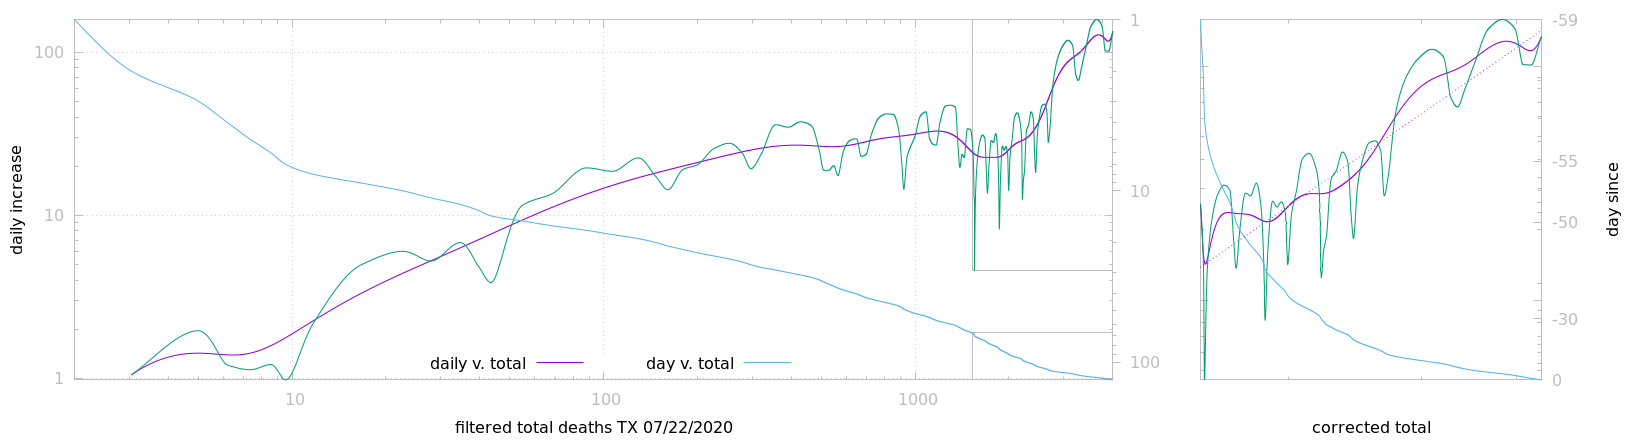 100
10
1
daily increase
daily v. total
day v. total
10
100
1000
filtered total deaths TX 07/22/2020
1
10
100
-59
-55
-50
-30
0
day since
corrected total